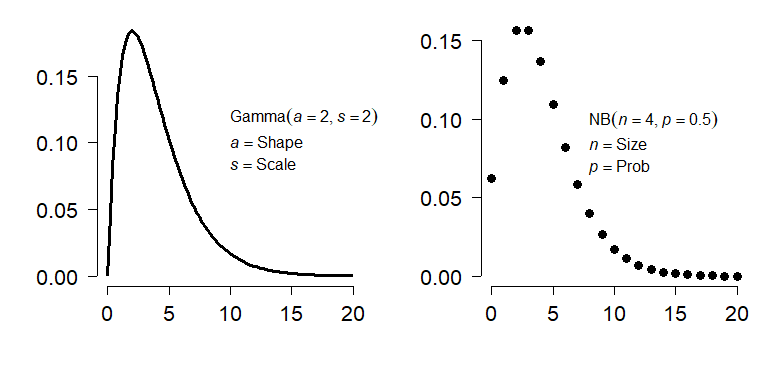 0.15
0.10
0.05
0.00
0 5 10 15 20
Gamma(a = 2, s = 2)
a = Shape
s = Scale
0.15
0.10
0.05
0.00
0 5 10 15 20
NB(n = 4, p = 0.5)
n = Size
p = Prob